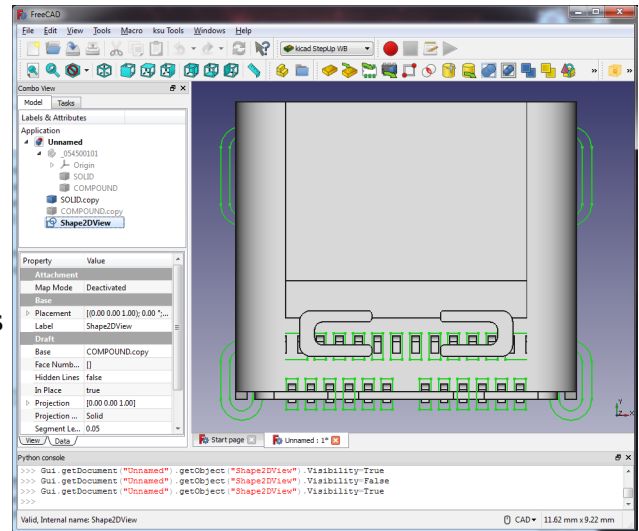 FreeCAD
File Edit View Tools Macro ksu Tools Windows Help
kicad StepUp WB
»
»
Combo View
Model Tasks
Labels & Attributes
Application
Unnamed
_054500101
Origin
SOLID
COMPOUND
SOLID.copy
COMPOUND.copy
Shape2DView
Property Value
Attachment
Map Mode Deactivated
Base
Placement [(0.00 0.00 1.00); 0.00 °;...
Label Shape2DView
Draft
Base COMPOUND.copy
Face Numb... []
Hidden Lines false
In Place true
Projection [0.00 0.00 1.00]
Projection ... Solid
Segment Le... 0.05
View Data
s
Y
Z X
Start page Unnamed : 1*
Python console
>>> Gui.getDocument("Unnamed").getObject("Shape2DView").Visibility=True
>>> Gui.getDocument("Unnamed").getObject("Shape2DView").Visibility=False
>>> Gui.getDocument("Unnamed").getObject("Shape2DView").Visibility=True
>>>
Valid, Internal name: Shape2DView CAD 11.62 mm x 9.22 mm